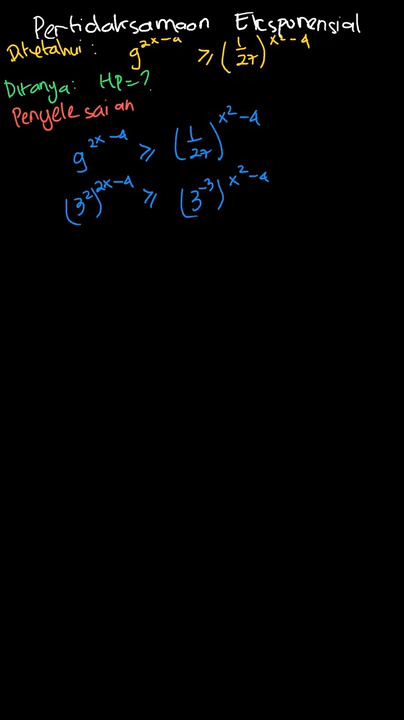 Pertidaksamaan Eksponensial
Diketahui: 9^{2x-4} ≥ (1/27)^{x²-4}
Ditanya: Hp=?
Penyelesaian
9^{2x-4} ≥ (1/27)^{x²-4}
(3²)^{2x-4} ≥ (3^{-3})^{x²-4}